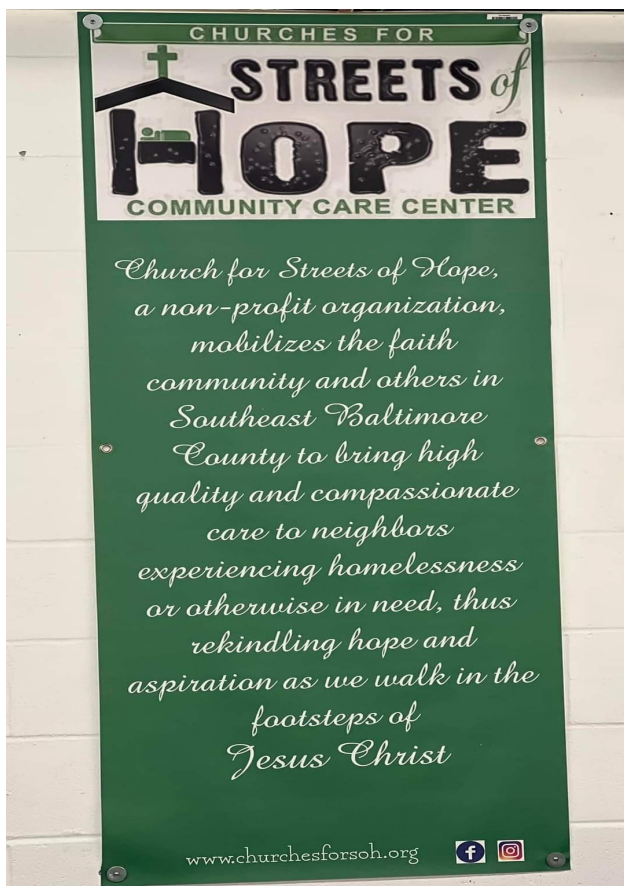 CHURCHES FOR
STREETS of
HOPE
COMMUNITY CARE CENTER
Church for Streets of Hope,
a non-profit organization,
mobilizes the faith
community and others in
Southeast Baltimore
County to bring high
quality and compassionate
care to neighbors
experiencing homelessness
or otherwise in need, thus
rekindling hope and
aspiration as we walk in the
footsteps of
Jesus Christ
www.churchesforsoh.org